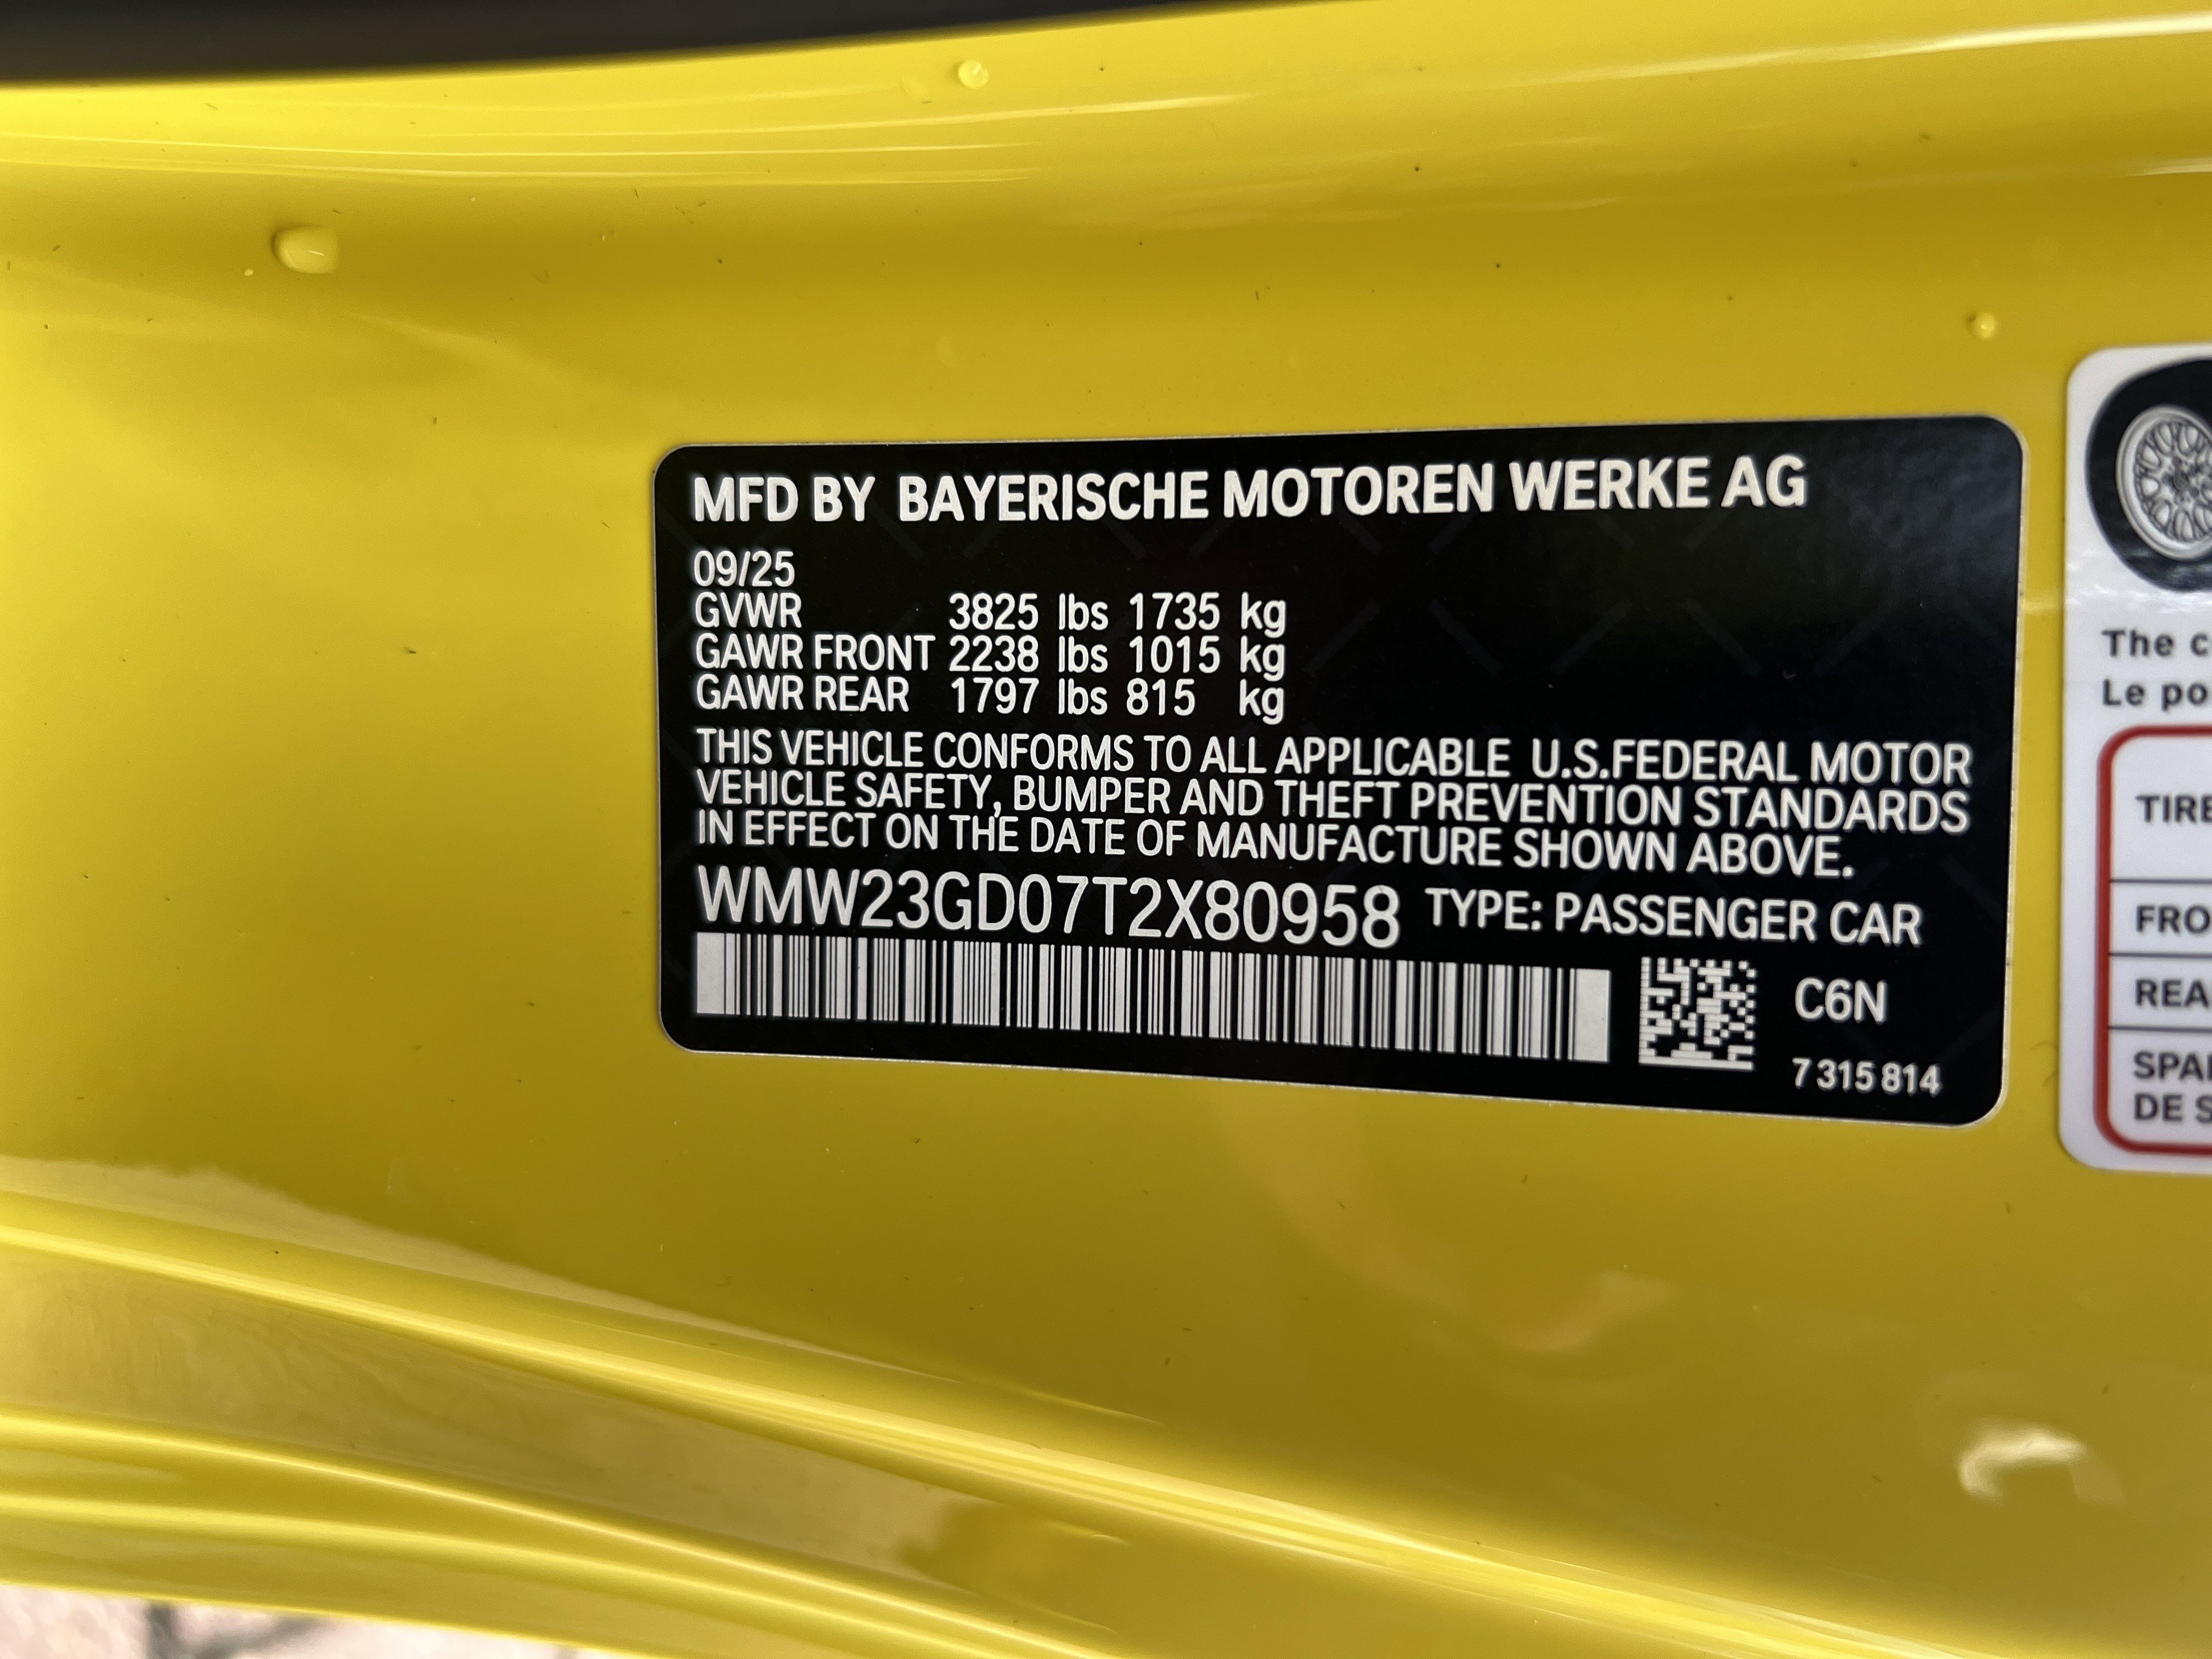 MFD BY BAYERISCHE MOTOREN WERKE AG
09/25
GVWR 3825 lbs 1735 kg
GAWR FRONT 2238 lbs 1015 kg
GAWR REAR 1797 lbs 815 kg
THIS VEHICLE CONFORMS TO ALL APPLICABLE U.S.FEDERAL MOTOR
VEHICLE SAFETY, BUMPER AND THEFT PREVENTION STANDARDS
IN EFFECT ON THE DATE OF MANUFACTURE SHOWN ABOVE.
WMW23GD07T2X80958 TYPE: PASSENGER CAR
C6N
7 315 814
The
Le
DE